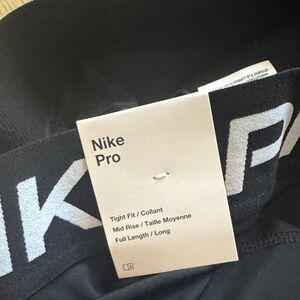 Nike
Pro
Tight Fit / Collant
Mid Rise / Taille Moyenne
Full Length / Long